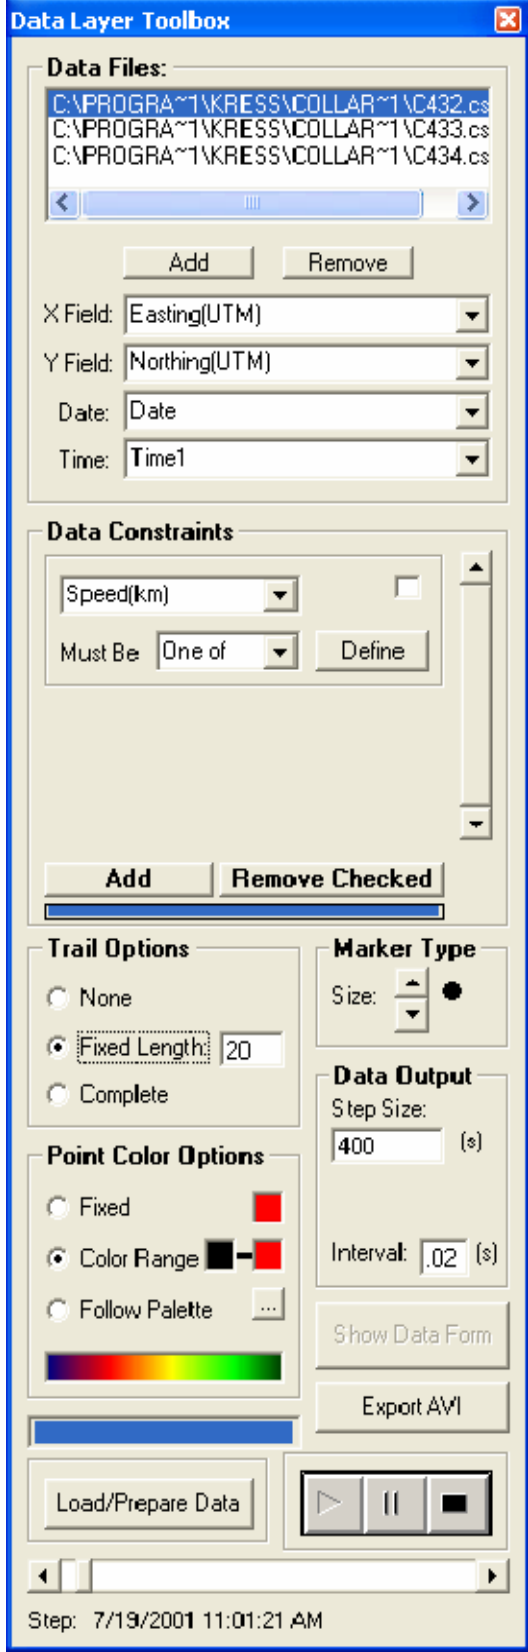 Data Layer Toolbox
Data Files:
C:\PROGRA~1\KRESS\COLLAR~1\C432.cs
C:\PROGRA~1\KRESS\COLLAR~1\C433.cs
C:\PROGRA~1\KRESS\COLLAR~1\C434.cs
Add Remove
X Field: Easting(UTM)
Y Field: Northing(UTM)
Date: Date
Time: Time1
Data Constraints
Speed(km)
Must Be One of Define
Add Remove Checked
Trail Options
None
Fixed Length: 20
Complete
Marker Type
Size:
Data Output
Step Size:
400 (s)
Interval: .02 (s)
Point Color Options
Fixed
Color Range
Follow Palette ...
Show Data Form
Export AVI
Load/Prepare Data
Step: 7/19/2001 11:01:21 AM